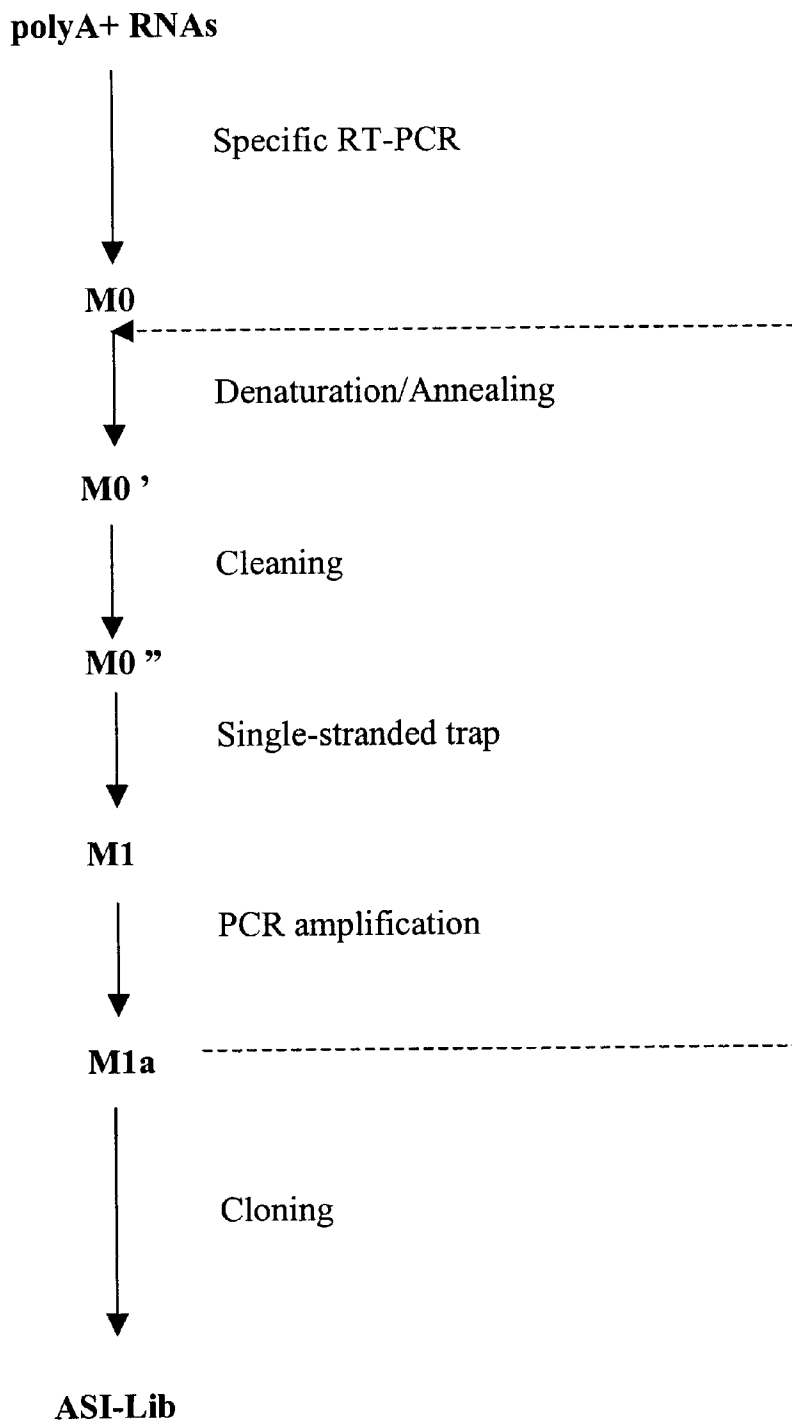 polyA+ RNAs
Specific RT-PCR
M0
Denaturation/Annealing
M0 ’
Cleaning
M0 ”
Single-stranded trap
M1
PCR amplification
M1a
Cloning
ASI-Lib